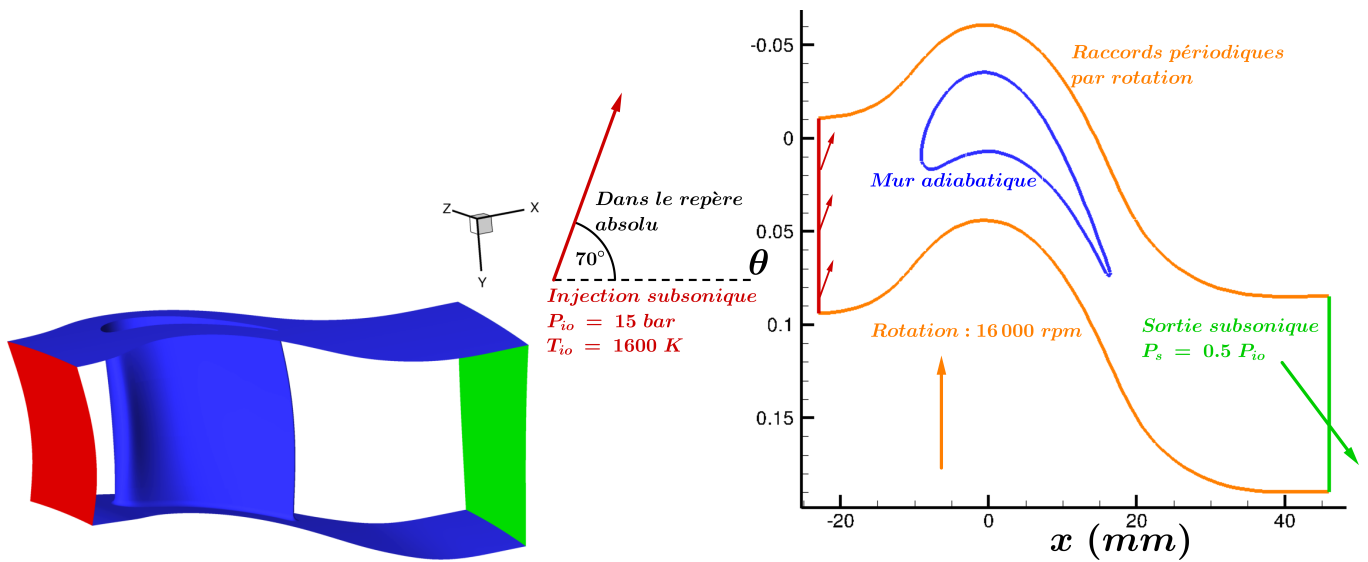 Z
X
Y
Dans le repère
absolu
70°
Injection subsonique
P_io = 15 bar
T_io = 1600 K
-0.05
0
0.05
0.1
0.15
θ
Raccords périodiques
par rotation
Mur adiabatique
Rotation : 16 000 rpm
Sortie subsonique
P_s = 0.5 P_io
-20
0
20
40
x (mm)